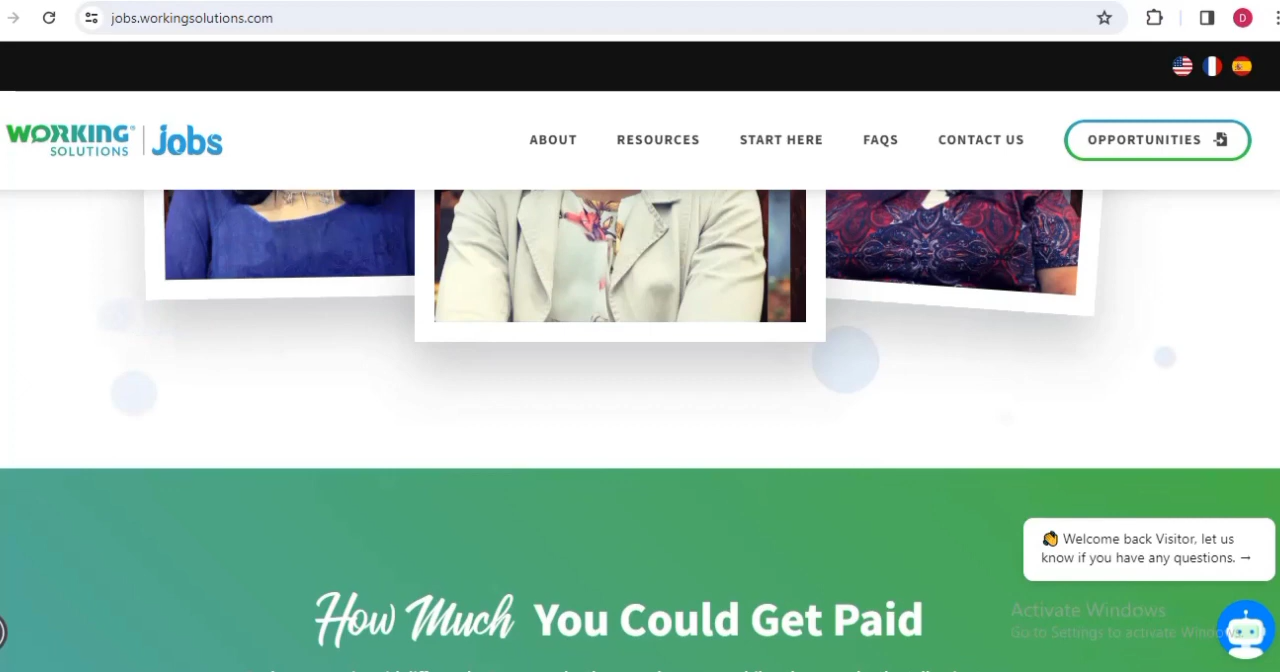 jobs.workingsolutions.com
D
WORKING
SOLUTIONS
jobs
ABOUT RESOURCES START HERE FAQS CONTACT US OPPORTUNITIES
👋 Welcome back Visitor, let us
know if you have any questions. →
How Much You Could Get Paid
Activate Windows
Go to Settings to activate Windows.